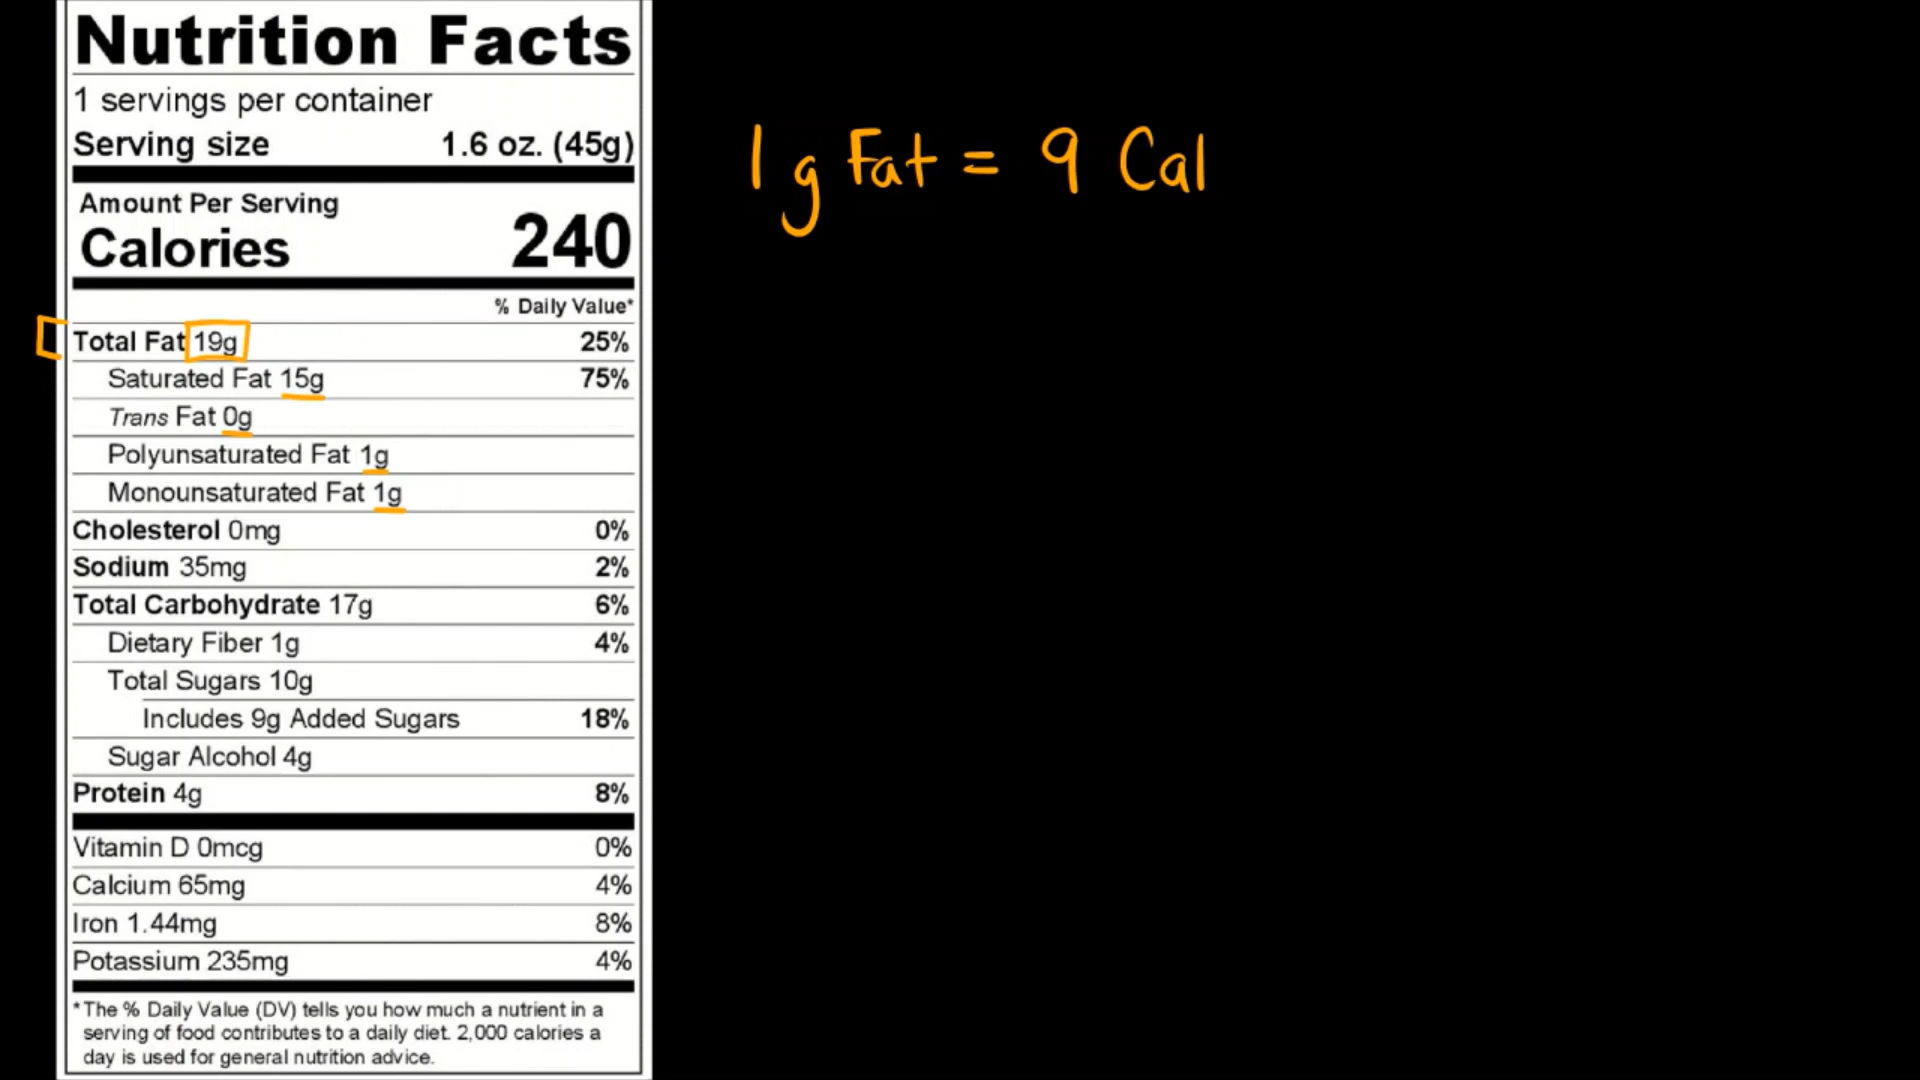 Nutrition Facts
1 servings per container
Serving size 1.6 oz. (45g)
Amount Per Serving
Calories 240
% Daily Value*
Total Fat 19g 25%
Saturated Fat 15g 75%
Trans Fat 0g
Polyunsaturated Fat 1g
Monounsaturated Fat 1g
Cholesterol 0mg 0%
Sodium 35mg 2%
Total Carbohydrate 17g 6%
Dietary Fiber 1g 4%
Total Sugars 10g
Includes 9g Added Sugars 18%
Sugar Alcohol 4g
Protein 4g 8%
Vitamin D 0mcg 0%
Calcium 65mg 4%
Iron 1.44mg 8%
Potassium 235mg 4%
*The % Daily Value (DV) tells you how much a nutrient in a
serving of food contributes to a daily diet. 2,000 calories a
day is used for general nutrition advice.
1 g Fat = 9 Cal